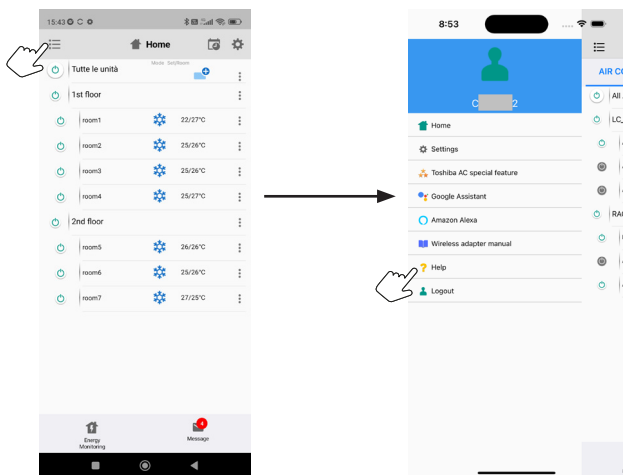 15:43
Home
Mode Set/Room
Tutte le unità
1st floor
room1 22/27°C
room2 25/26°C
room3 25/26°C
room4 25/27°C
2nd floor
room5 26/26°C
room6 25/26°C
room7 27/25°C
4
Energy
Monitoring
Message
8:53
C 2
Home
Settings
Toshiba AC special feature
Google Assistant
Amazon Alexa
Wireless adapter manual
Help
Logout
AIR CO
All
LC_
RA